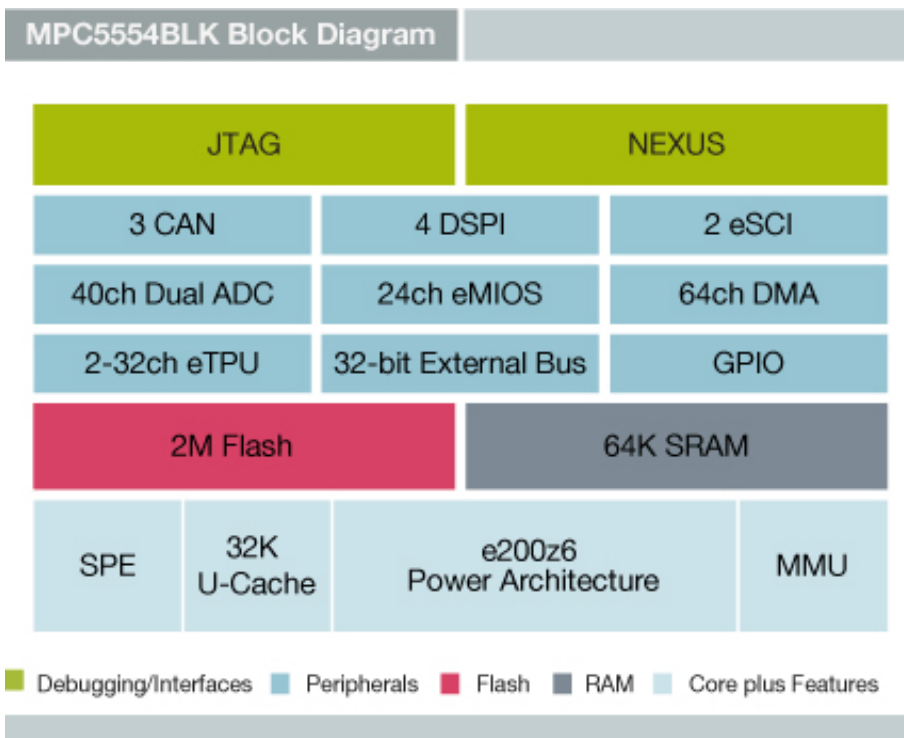 MPC5554BLK Block Diagram
JTAG
NEXUS
3 CAN
4 DSPI
2 eSCI
40ch Dual ADC
24ch eMIOS
64ch DMA
2-32ch eTPU
32-bit External Bus
GPIO
2M Flash
64K SRAM
SPE
32K
U-Cache
e200z6
Power Architecture
MMU
Debugging/Interfaces
Peripherals
Flash
RAM
Core plus Features